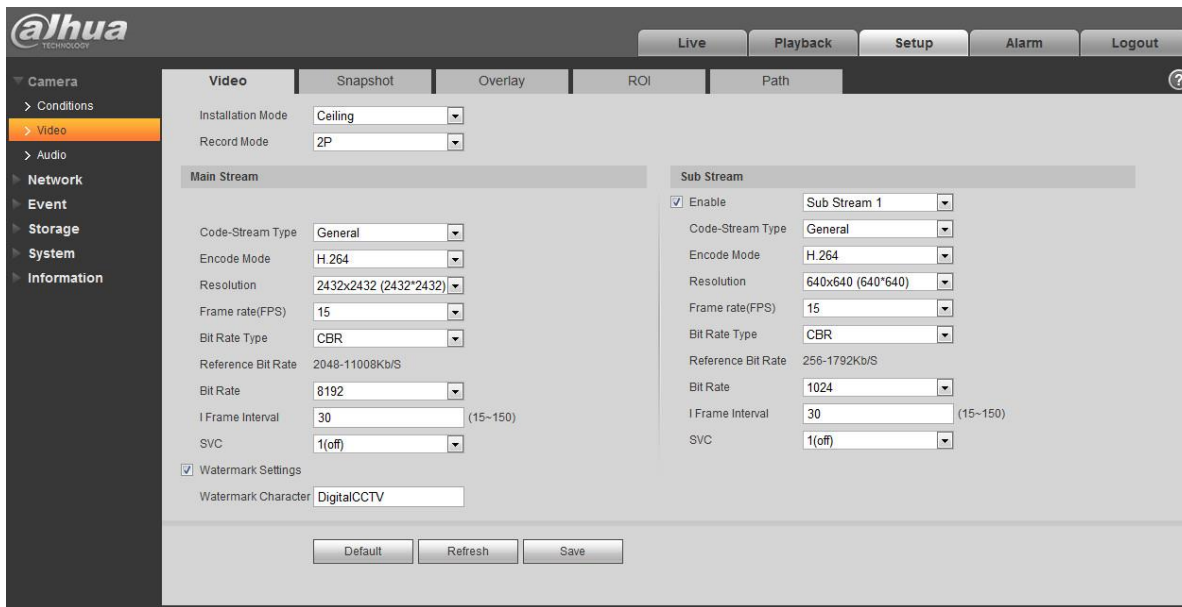 alhua
TECHNOLOGY
Live Playback Setup Alarm Logout
Camera
Conditions
Video
Audio
Network
Event
Storage
System
Information
Video Snapshot Overlay ROI Path
?
Installation Mode Ceiling
Record Mode 2P
Main Stream
Code-Stream Type General
Encode Mode H.264
Resolution 2432x2432 (2432*2432)
Frame rate(FPS) 15
Bit Rate Type CBR
Reference Bit Rate 2048-11008Kb/S
Bit Rate 8192
I Frame Interval 30 (15~150)
SVC 1(off)
Watermark Settings
Watermark Character DigitalCCTV
Sub Stream
Enable Sub Stream 1
Code-Stream Type General
Encode Mode H.264
Resolution 640x640 (640*640)
Frame rate(FPS) 15
Bit Rate Type CBR
Reference Bit Rate 256-1792Kb/S
Bit Rate 1024
I Frame Interval 30 (15~150)
SVC 1(off)
Default Refresh Save